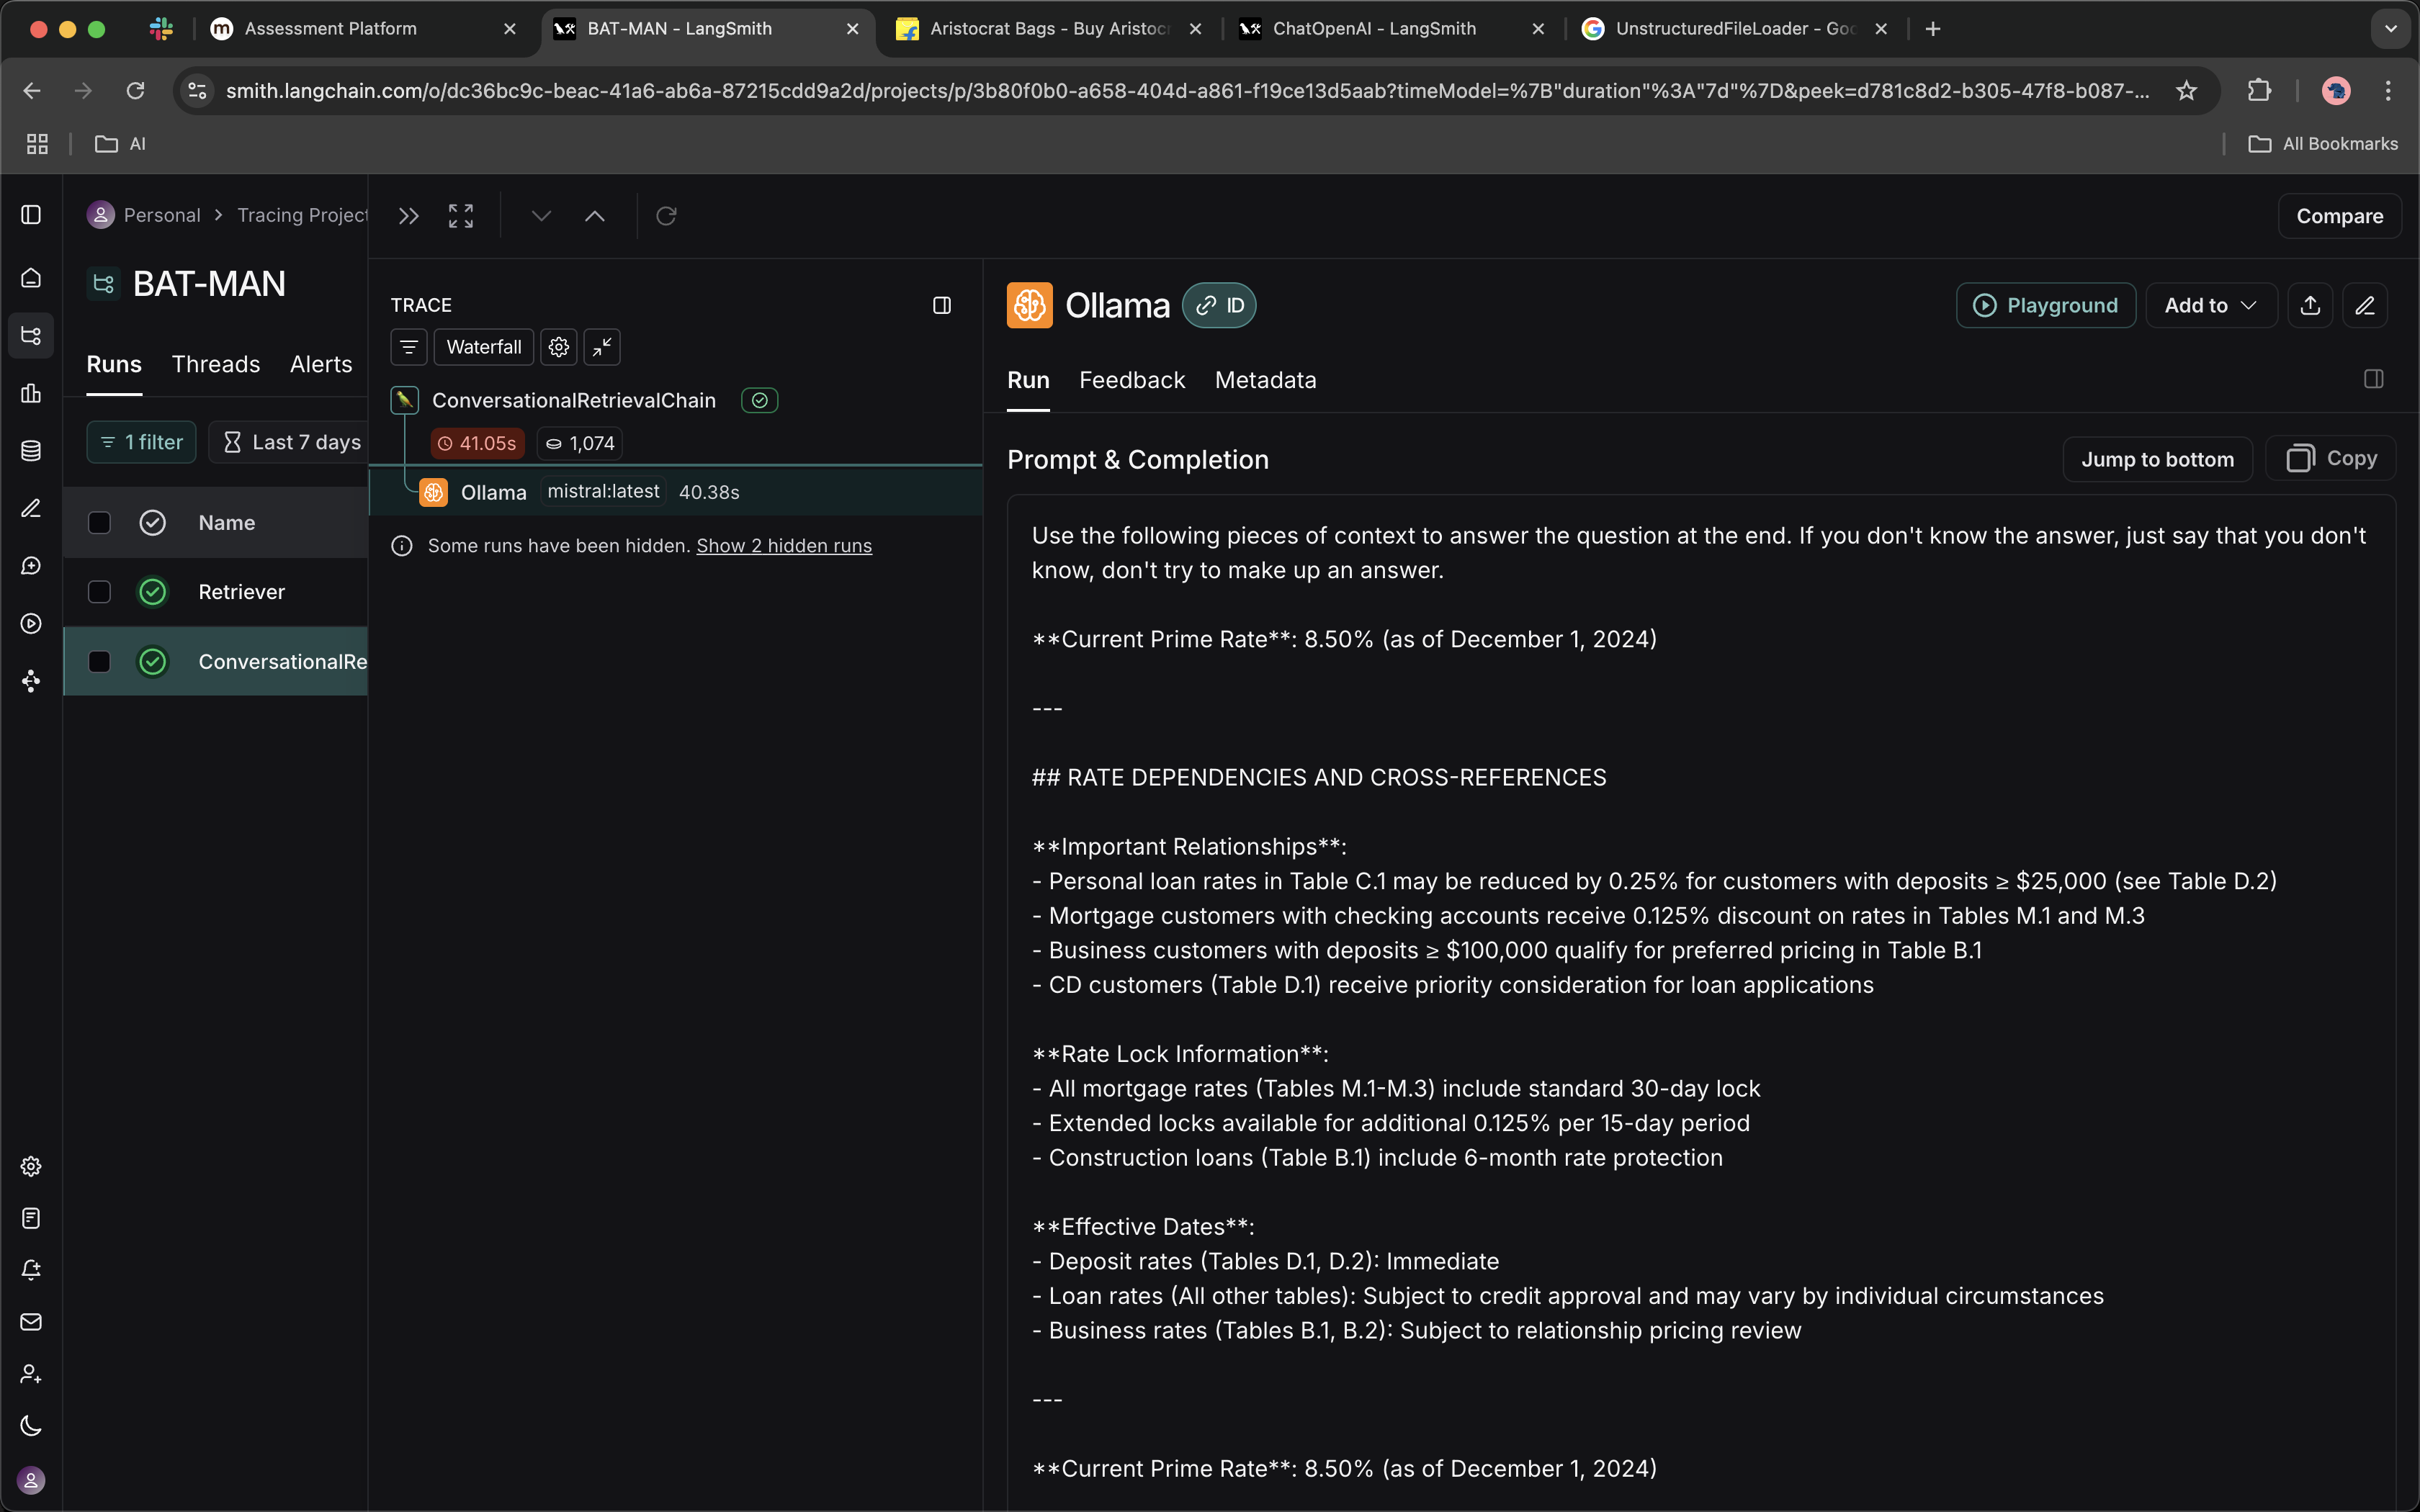 Assessment Platform
BAT-MAN - LangSmith
Aristocrat Bags - Buy Aristocr
ChatOpenAI - LangSmith
UnstructuredFileLoader - Goo
smith.langchain.com/o/dc36bc9c-beac-41a6-ab6a-87215cdd9a2d/projects/p/3b80f0b0-a658-404d-a861-f19ce13d5aab?timeModel=%7B"duration"%3A"7d"%7D&peek=d781c8d2-b305-47f8-b087-...
AI
All Bookmarks
Personal > Tracing Project
Compare
BAT-MAN
Runs Threads Alerts
1 filter Last 7 days
Name
Retriever
ConversationalRe
TRACE
Waterfall
ConversationalRetrievalChain
41.05s 1,074
Ollama mistral:latest 40.38s
Some runs have been hidden. Show 2 hidden runs
Ollama ID
Playground Add to
Run Feedback Metadata
Prompt & Completion
Jump to bottom Copy
Use the following pieces of context to answer the question at the end. If you don't know the answer, just say that you don't
know, don't try to make up an answer.
**Current Prime Rate**: 8.50% (as of December 1, 2024)
---
## RATE DEPENDENCIES AND CROSS-REFERENCES
**Important Relationships**:
- Personal loan rates in Table C.1 may be reduced by 0.25% for customers with deposits ≥ $25,000 (see Table D.2)
- Mortgage customers with checking accounts receive 0.125% discount on rates in Tables M.1 and M.3
- Business customers with deposits ≥ $100,000 qualify for preferred pricing in Table B.1
- CD customers (Table D.1) receive priority consideration for loan applications
**Rate Lock Information**:
- All mortgage rates (Tables M.1-M.3) include standard 30-day lock
- Extended locks available for additional 0.125% per 15-day period
- Construction loans (Table B.1) include 6-month rate protection
**Effective Dates**:
- Deposit rates (Tables D.1, D.2): Immediate
- Loan rates (All other tables): Subject to credit approval and may vary by individual circumstances
- Business rates (Tables B.1, B.2): Subject to relationship pricing review
---
**Current Prime Rate**: 8.50% (as of December 1, 2024)